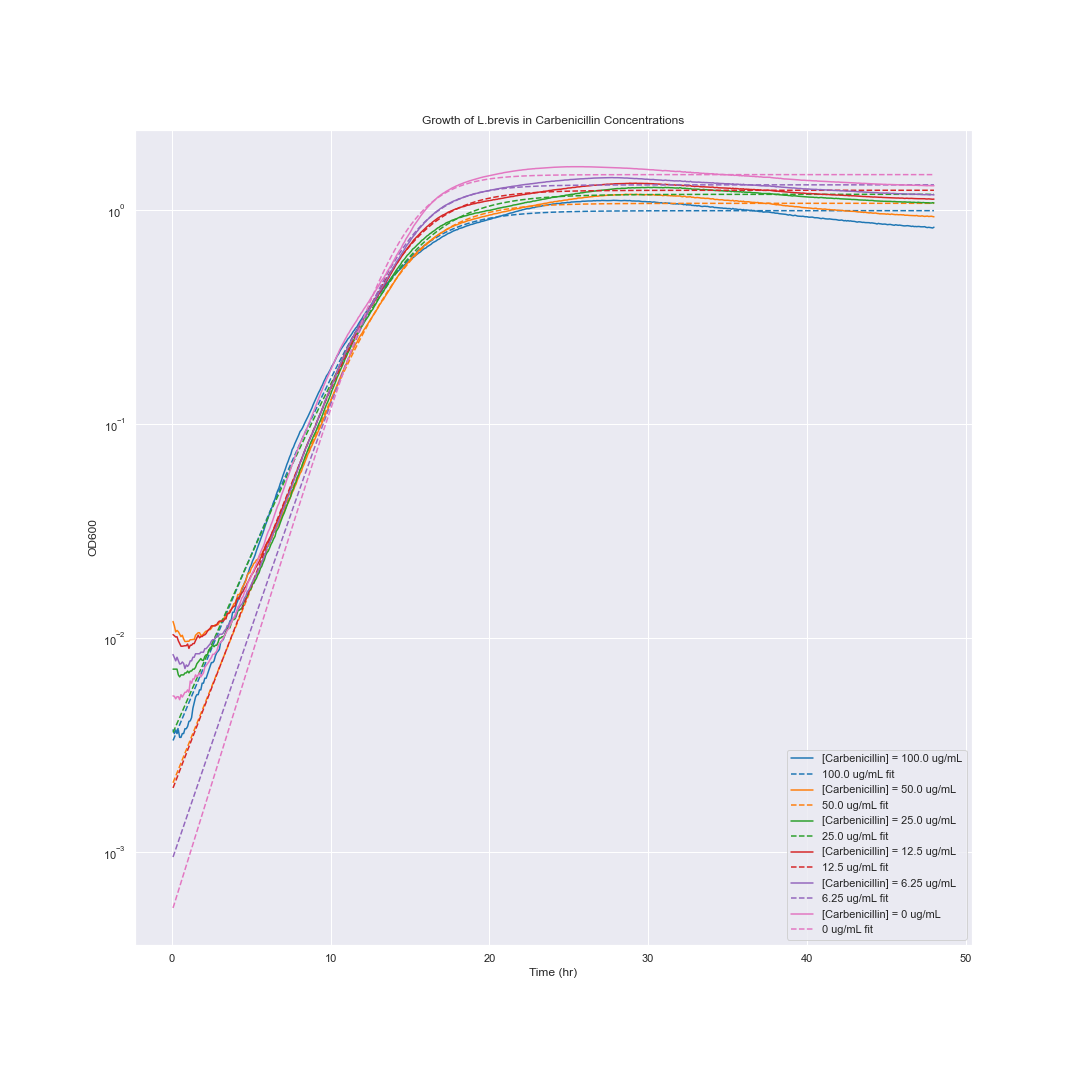 Growth of L.brevis in Carbenicillin Concentrations
10⁰
10⁻¹
10⁻²
10⁻³
OD600
0 10 20 30 40 50
Time (hr)
[Carbenicillin] = 100.0 ug/mL
100.0 ug/mL fit
[Carbenicillin] = 50.0 ug/mL
50.0 ug/mL fit
[Carbenicillin] = 25.0 ug/mL
25.0 ug/mL fit
[Carbenicillin] = 12.5 ug/mL
12.5 ug/mL fit
[Carbenicillin] = 6.25 ug/mL
6.25 ug/mL fit
[Carbenicillin] = 0 ug/mL
0 ug/mL fit